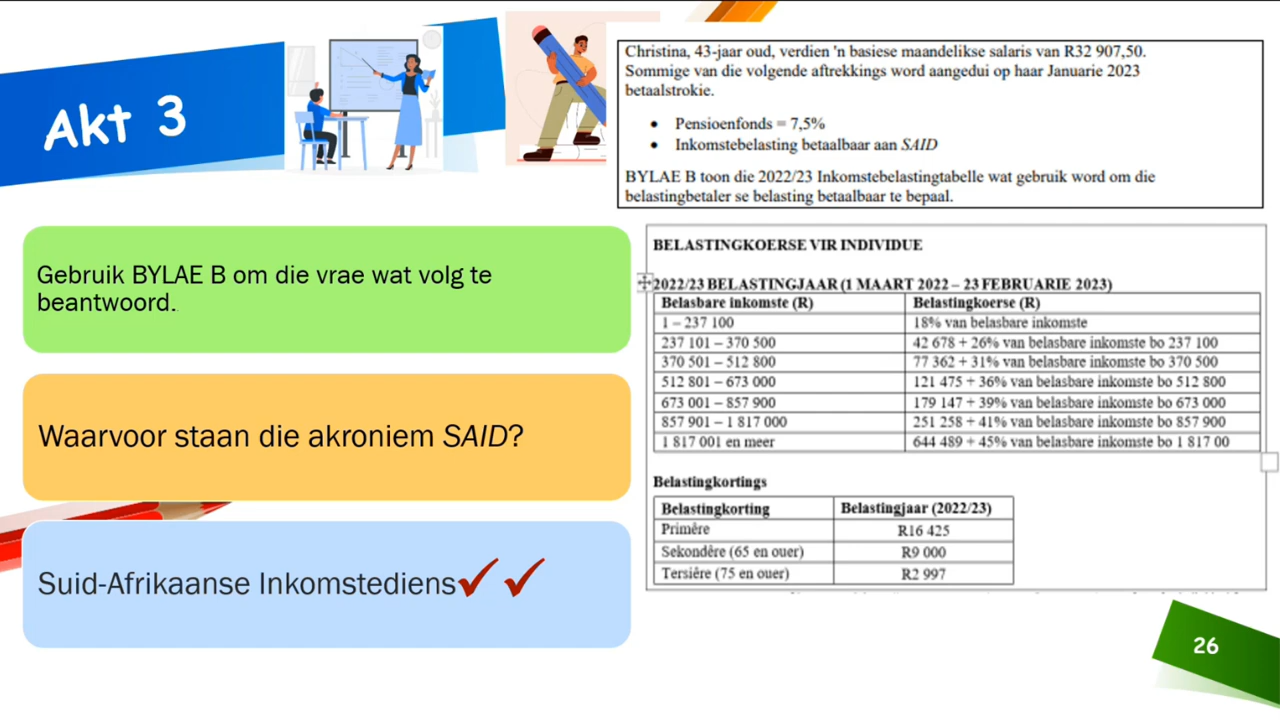 Akt 3
Christina, 43-jaar oud, verdien 'n basiese maandelikse salaris van R32 907,50.
Sommige van die volgende aftrekkings word aangedui op haar Januarie 2023
betaalstrokie.
• Pensioenfonds = 7,5%
• Inkomstebelasting betaalbaar aan SAID
BYLAE B toon die 2022/23 Inkomstebelastingtabelle wat gebruik word om die
belastingbetaler se belasting betaalbaar te bepaal.
Gebruik BYLAE B om die vrae wat volg te
beantwoord.
Waarvoor staan die akroniem SAID?
Suid-Afrikaanse Inkomstediens
BELASTINGKOERSE VIR INDIVIDUE
2022/23 BELASTINGJAAR (1 MAART 2022 – 23 FEBRUARIE 2023)
Belasbare inkomste (R) Belastingkoerse (R)
1 – 237 100 18% van belasbare inkomste
237 101 – 370 500 42 678 + 26% van belasbare inkomste bo 237 100
370 501 – 512 800 77 362 + 31% van belasbare inkomste bo 370 500
512 801 – 673 000 121 475 + 36% van belasbare inkomste bo 512 800
673 001 – 857 900 179 147 + 39% van belasbare inkomste bo 673 000
857 901 – 1 817 000 251 258 + 41% van belasbare inkomste bo 857 900
1 817 001 en meer 644 489 + 45% van belasbare inkomste bo 1 817 00
Belastingkortings
Belastingkorting Belastingjaar (2022/23)
Primêre R16 425
Sekondêre (65 en ouer) R9 000
Tersiêre (75 en ouer) R2 997
26